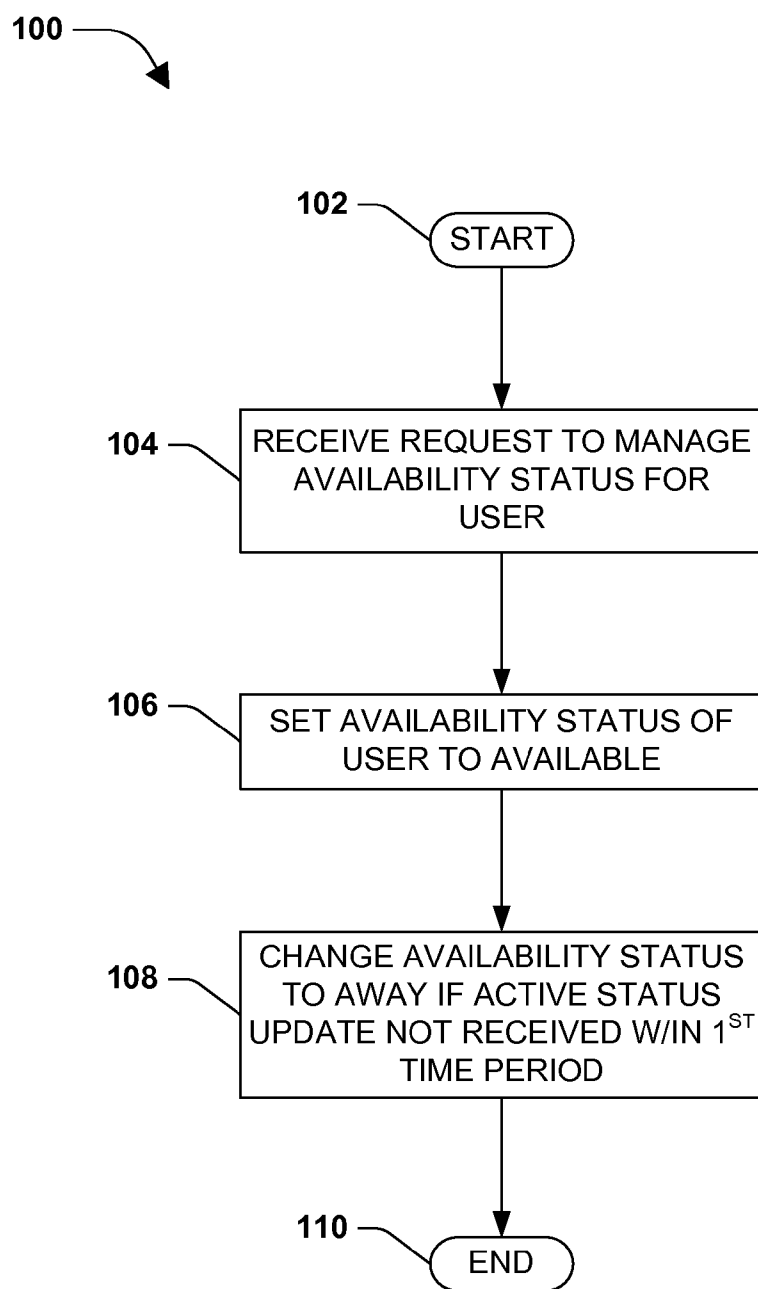 100
102
START
104
RECEIVE REQUEST TO MANAGE
AVAILABILITY STATUS FOR
USER
106
SET AVAILABILITY STATUS OF
USER TO AVAILABLE
108
CHANGE AVAILABILITY STATUS
TO AWAY IF ACTIVE STATUS
UPDATE NOT RECEIVED W/IN 1ST
TIME PERIOD
110
END